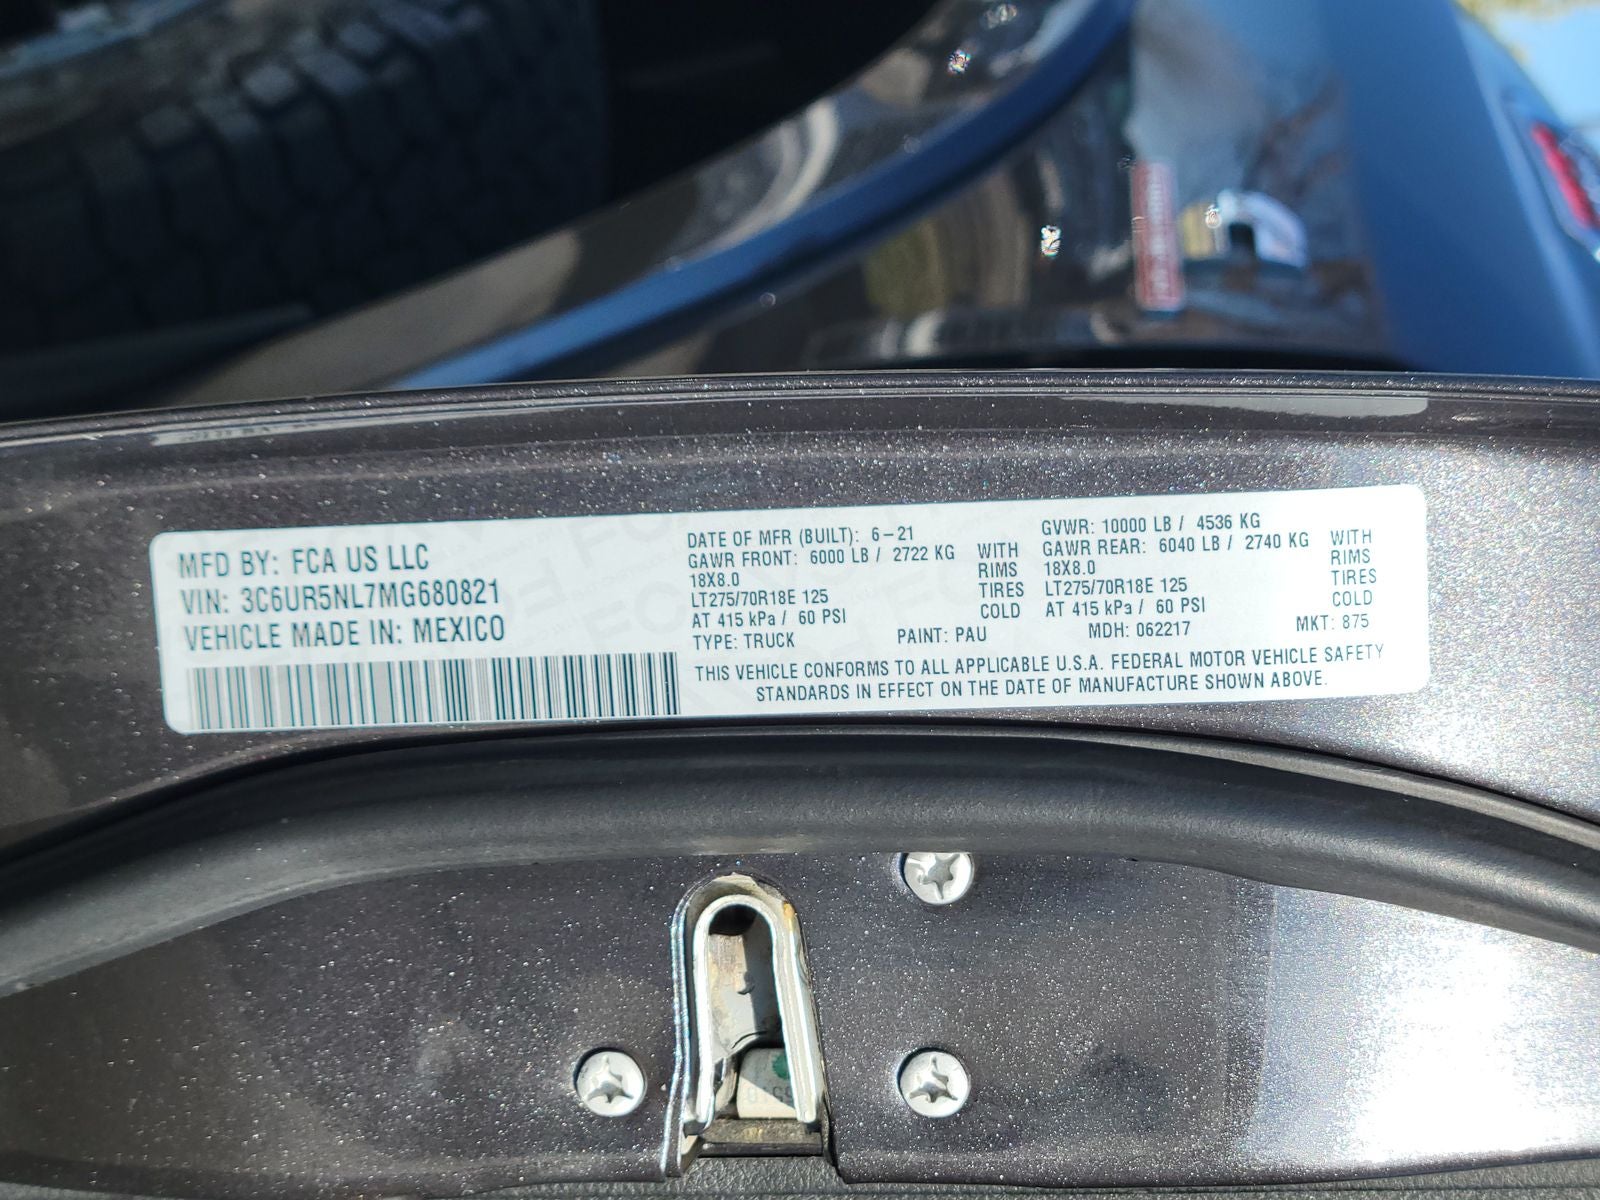 MFD BY: FCA US LLC
VIN: 3C6UR5NL7MG680821
VEHICLE MADE IN: MEXICO
DATE OF MFR (BUILT): 6-21
GAWR FRONT: 6000 LB / 2722 KG WITH
18X8.0 RIMS
LT275/70R18E 125 TIRES
AT 415 kPa / 60 PSI COLD
GVWR: 10000 LB / 4536 KG
GAWR REAR: 6040 LB / 2740 KG WITH
18X8.0 RIMS
LT275/70R18E 125 TIRES
AT 415 kPa / 60 PSI COLD
TYPE: TRUCK PAINT: PAU MDH: 062217 MKT: 875
THIS VEHICLE CONFORMS TO ALL APPLICABLE U.S.A. FEDERAL MOTOR VEHICLE SAFETY
STANDARDS IN EFFECT ON THE DATE OF MANUFACTURE SHOWN ABOVE.